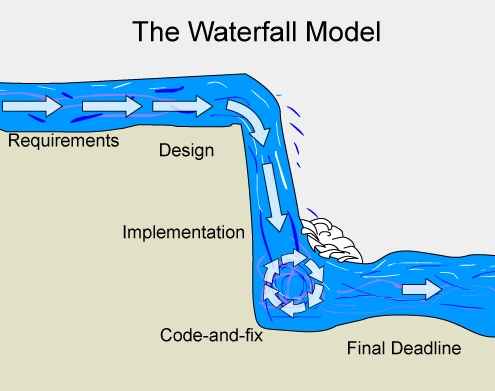 The Waterfall Model
Requirements
Design
Implementation
Code-and-fix
Final Deadline